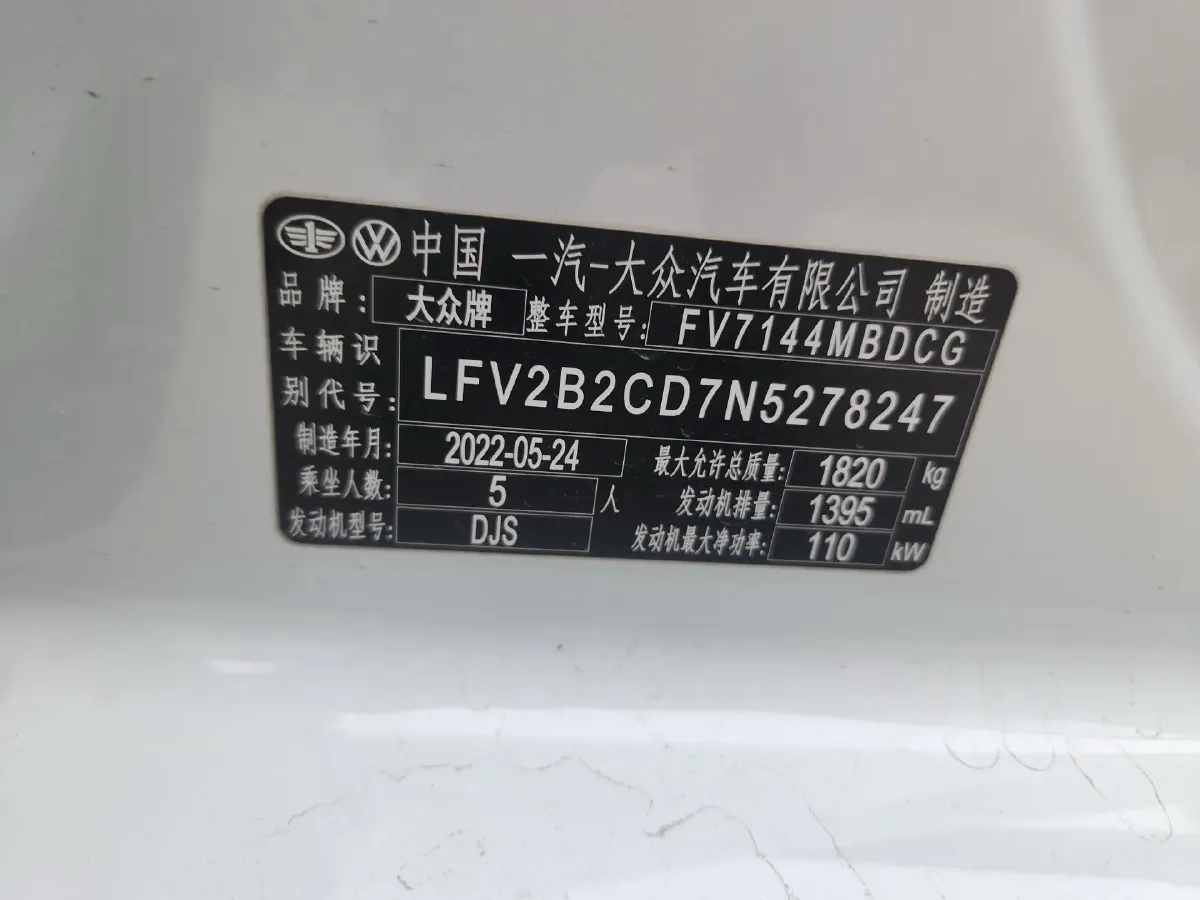 中国 一汽-大众汽车有限公司 制造
品牌: 大众牌 整车型号: FV7144MBDCG
车辆识别代号: LFV2B2CD7N5278247
制造年月: 2022-05-24 最大允许总质量: 1820 kg
乘坐人数: 5 人 发动机排量: 1395 mL
发动机型号: DJS 发动机最大净功率: 110 kW